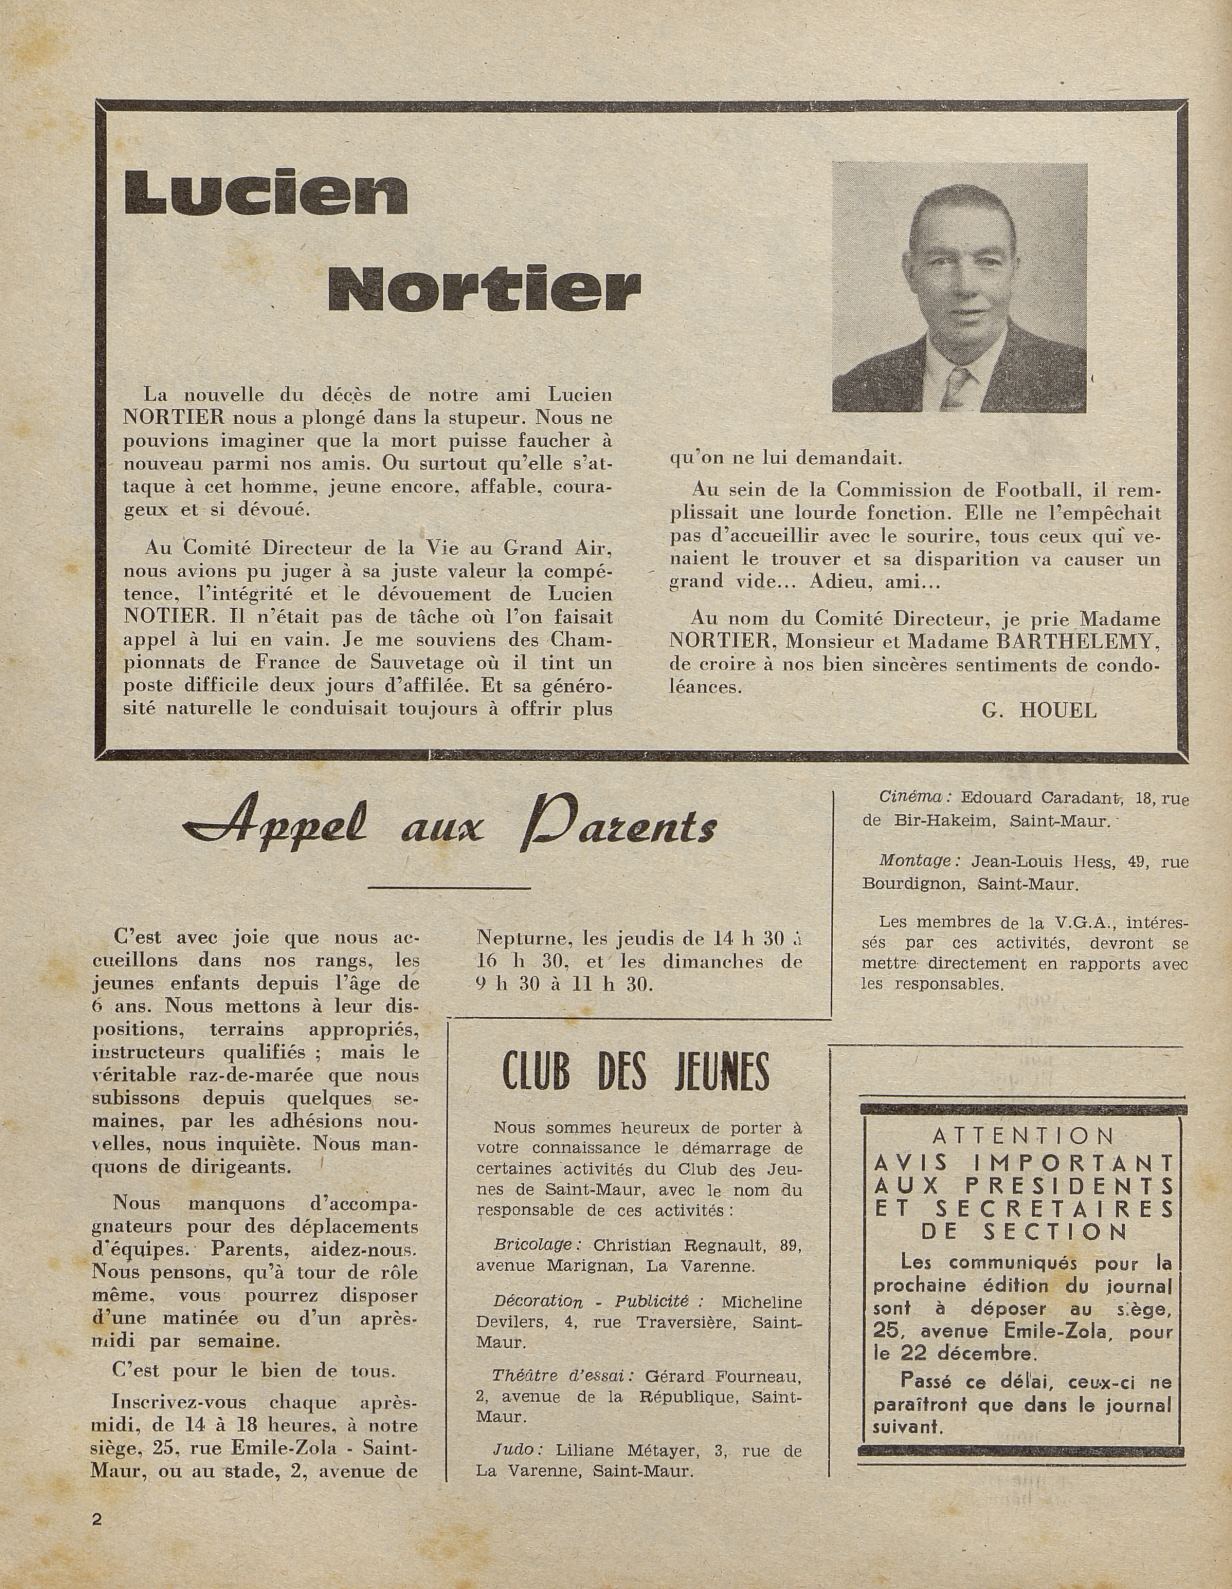 Lucien
Nortier
La nouvelle du décès de notre ami Lucien
NORTIER nous a plongé dans la stupeur. Nous ne
pouvions imaginer que la mort puisse faucher à
nouveau parmi nos amis. Ou surtout qu'elle s'at-
taque à cet homme, jeune encore, affable, coura-
geux et si dévoué.
Au Comité Directeur de la Vie au Grand Air,
nous avions pu juger à sa juste valeur la compé-
tence, l'intégrité et le dévouement de Lucien
NOTIER. Il n'était pas de tâche où l'on faisait
appel à lui en vain. Je me souviens des Cham-
pionnats de France de Sauvetage où il tint un
poste difficile deux jours d'affilée. Et sa généro-
sité naturelle le conduisait toujours à offrir plus
qu'on ne lui demandait.
Au sein de la Commission de Football, il rem-
plissait une lourde fonction. Elle ne l'empêchait
pas d'accueillir avec le sourire, tous ceux qui ve-
naient le trouver et sa disparition va causer un
grand vide... Adieu, ami...
Au nom du Comité Directeur, je prie Madame
NORTIER, Monsieur et Madame BARTHELEMY,
de croire à nos bien sincères sentiments de condo-
léances.
G. HOUEL
Appel aux Parents
C'est avec joie que nous ac-
cueillons dans nos rangs, les
jeunes enfants depuis l'âge de
6 ans. Nous mettons à leur dis-
positions, terrains appropriés,
instructeurs qualifiés ; mais le
véritable raz-de-marée que nous
subissons depuis quelques se-
maines, par les adhésions nou-
velles, nous inquiète. Nous man-
quons de dirigeants.
Nous manquons d'accompa-
gnateurs pour des déplacements
d'équipes. Parents, aidez-nous.
Nous pensons, qu'à tour de rôle
même, vous pourrez disposer
d'une matinée ou d'un après-
midi par semaine.
C'est pour le bien de tous.
Inscrivez-vous chaque après-
midi, de 14 à 18 heures, à notre
siège, 25, rue Emile-Zola - Saint-
Maur, ou au stade, 2, avenue de
Nepturne, les jeudis de 14 h 30 à
16 h 30, et les dimanches de
9 h 30 à 11 h 30.
CLUB DES JEUNES
Nous sommes heureux de porter à
votre connaissance le démarrage de
certaines activités du Club des Jeu-
nes de Saint-Maur, avec le nom du
responsable de ces activités :
Bricolage : Christian Regnault, 89,
avenue Marignan, La Varenne.
Décoration - Publicité : Micheline
Devilers, 4, rue Traversière, Saint-
Maur.
Théâtre d'essai : Gérard Fourneau,
2, avenue de la République, Saint-
Maur.
Judo : Liliane Métayer, 3, rue de
La Varenne, Saint-Maur.
Cinéma : Edouard Caradant, 18, rue
de Bir-Hakeim, Saint-Maur.
Montage : Jean-Louis Hess, 49, rue
Bourdignon, Saint-Maur.
Les membres de la V.G.A., intéres-
sés par ces activités, devront se
mettre directement en rapports avec
les responsables.
ATTENTION
AVIS IMPORTANT
AUX PRESIDENTS
ET SECRETAIRES
DE SECTION
Les communiqués pour la
prochaine édition du journal
sont à déposer au siège,
25, avenue Emile-Zola, pour
le 22 décembre.
Passé ce délai, ceux-ci ne
paraîtront que dans le journal
suivant.
2